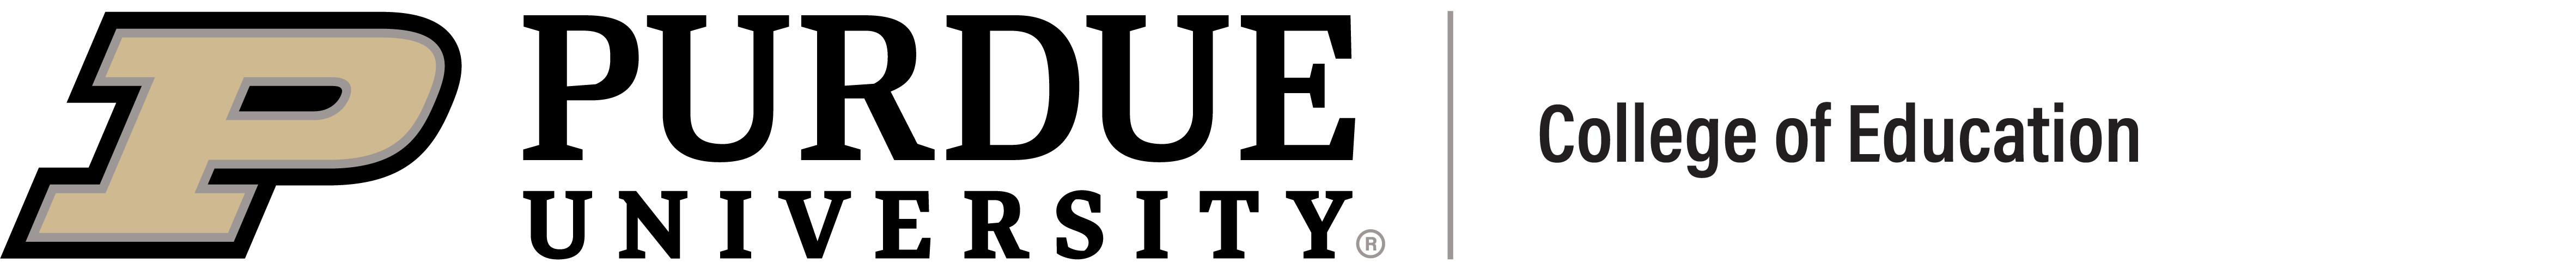 P
PURDUE
UNIVERSITY®
College of Education